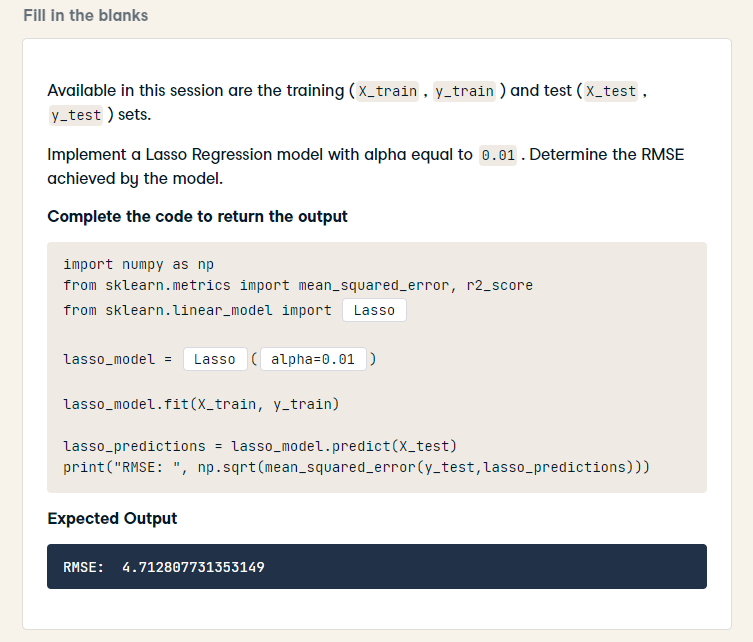 Fill in the blanks
Available in this session are the training ( X_train , y_train ) and test ( X_test ,
y_test ) sets.
Implement a Lasso Regression model with alpha equal to 0.01 . Determine the RMSE
achieved by the model.
Complete the code to return the output
import numpy as np
from sklearn.metrics import mean_squared_error, r2_score
from sklearn.linear_model import Lasso
lasso_model = Lasso ( alpha=0.01 )
lasso_model.fit(X_train, y_train)
lasso_predictions = lasso_model.predict(X_test)
print("RMSE: ", np.sqrt(mean_squared_error(y_test,lasso_predictions)))
Expected Output
RMSE:  4.712807731353149